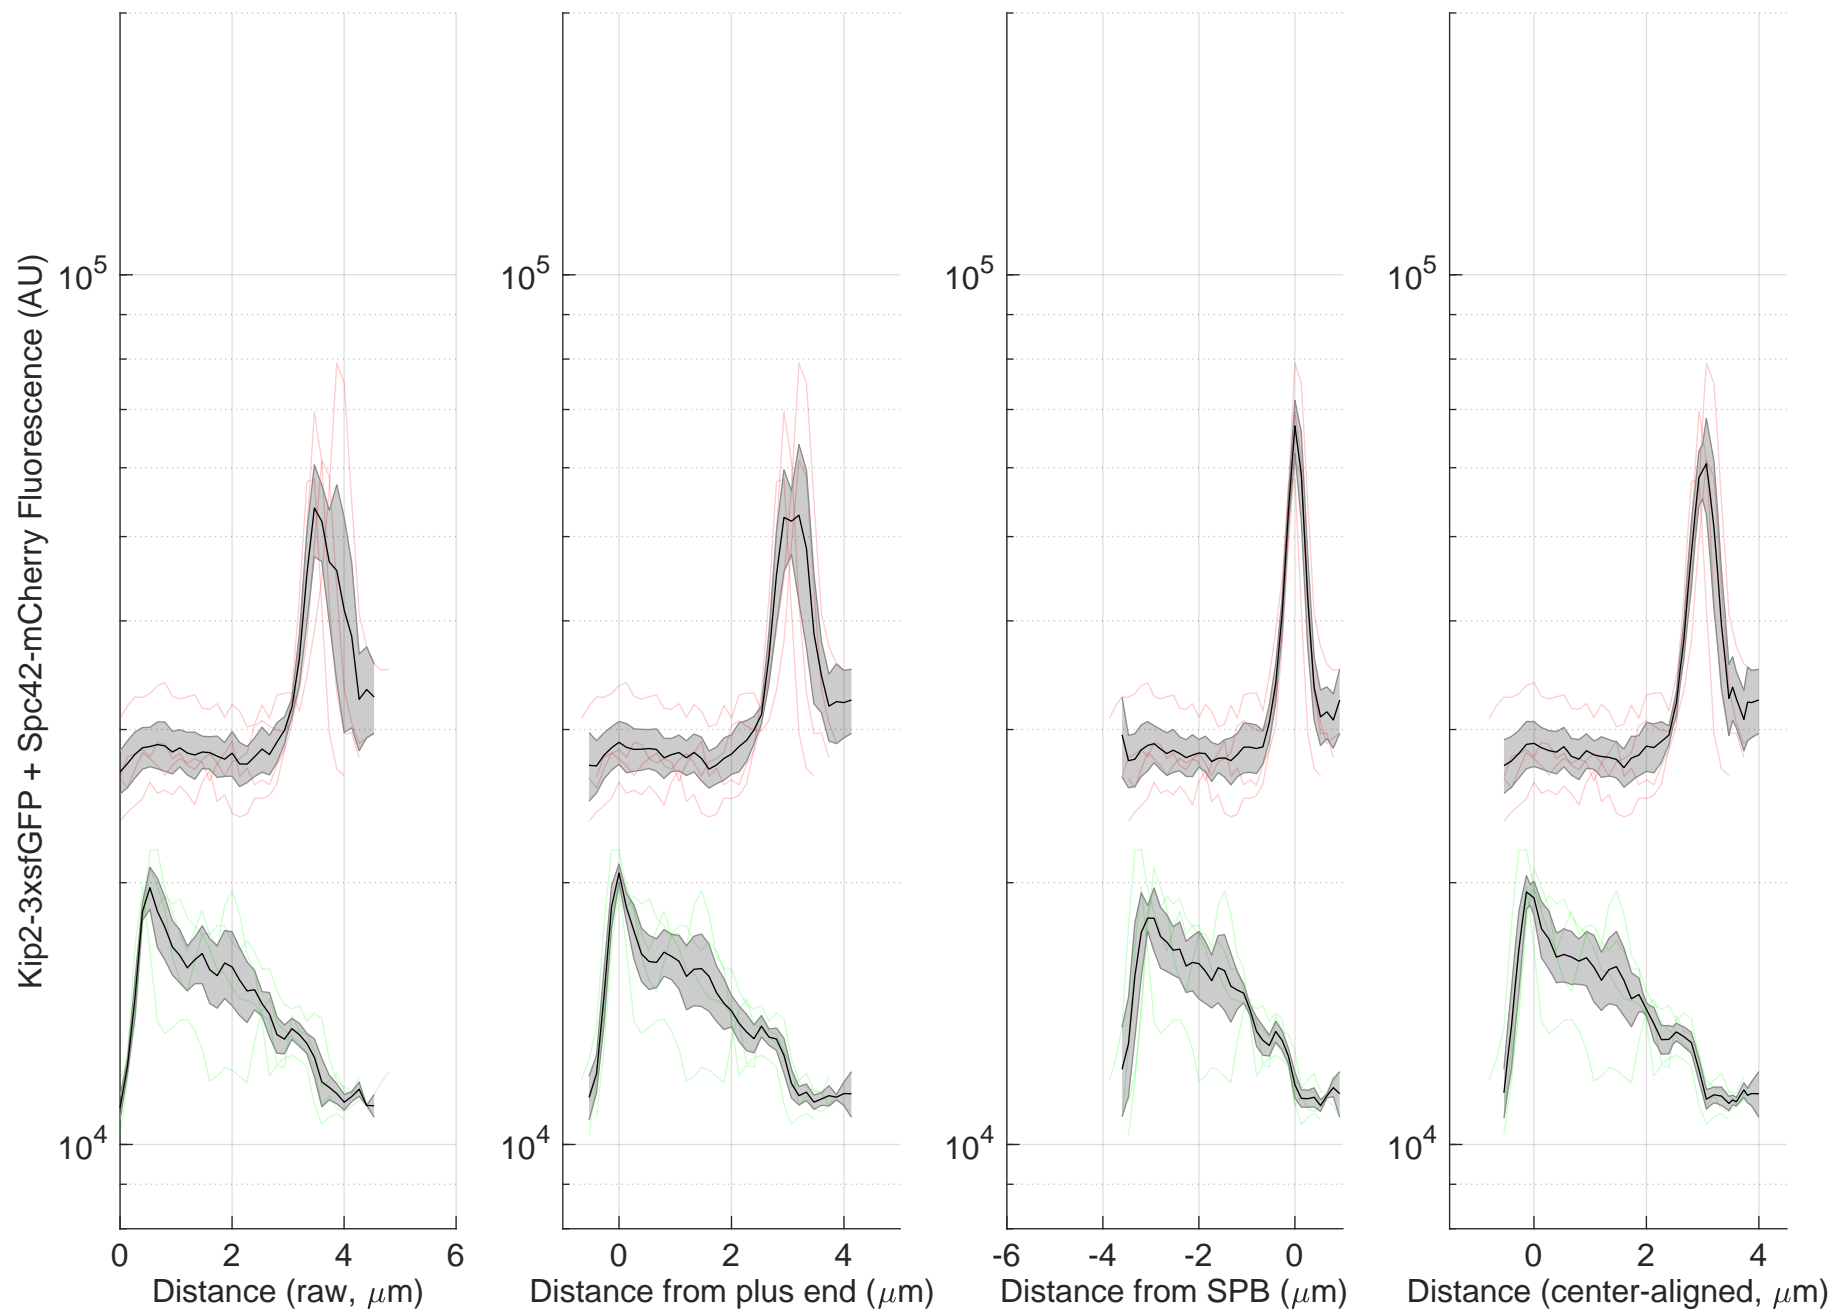 Kip2-3xsfGFP + Spc42-mCherry Fluorescence (AU)
10^5
10^4
0 2 4 6
Distance (raw, μm)
10^5
10^4
0 2 4
Distance from plus end (μm)
10^5
10^4
-6 -4 -2 0
Distance from SPB (μm)
10^5
10^4
0 2 4
Distance (center-aligned, μm)